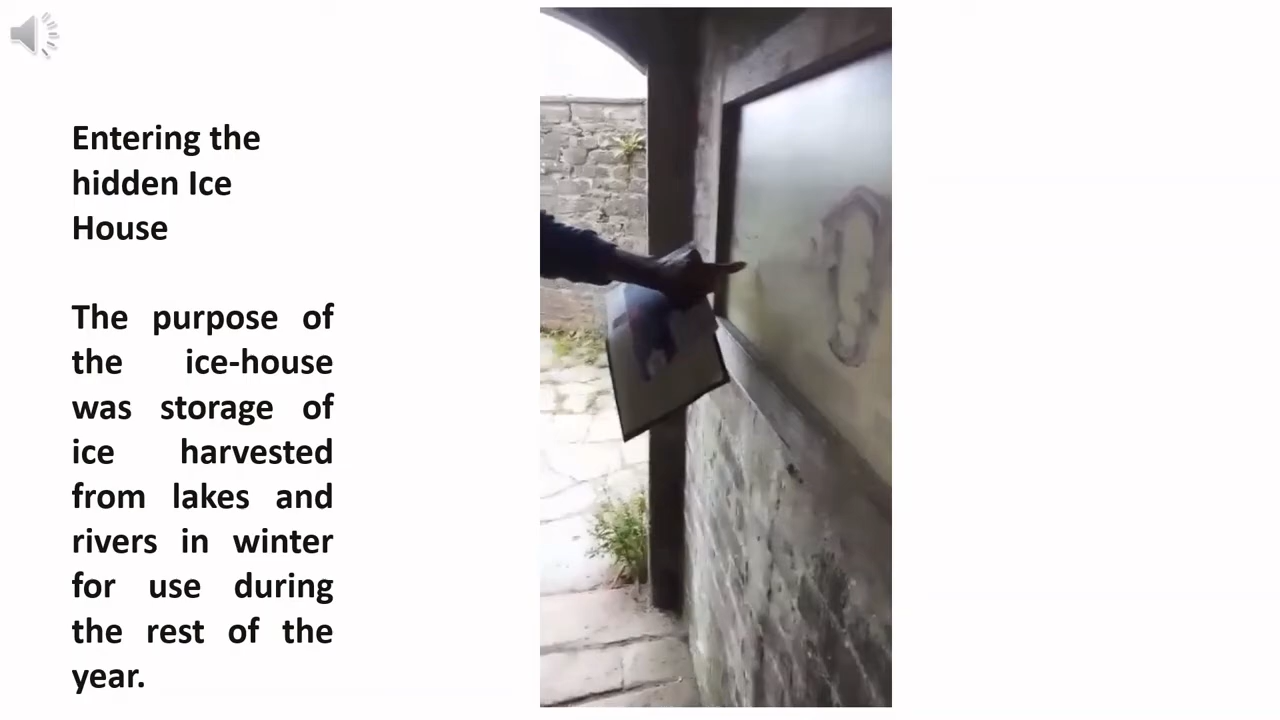 Entering the
hidden Ice
House
The purpose of
the ice-house
was storage of
ice harvested
from lakes and
rivers in winter
for use during
the rest of the
year.